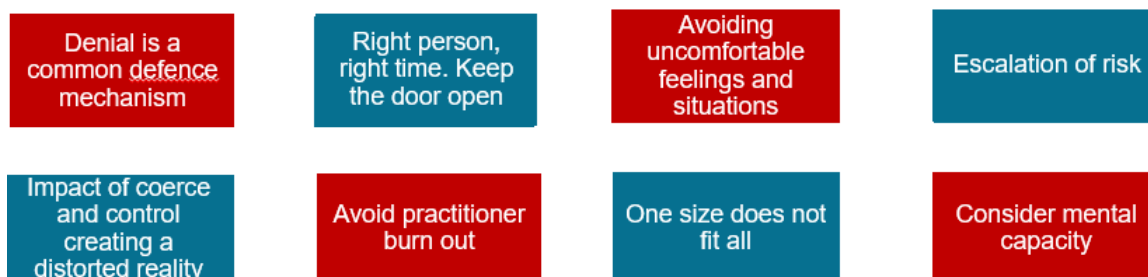 Denial is a
common defence
mechanism
Right person,
right time. Keep
the door open
Avoiding
uncomfortable
feelings and
situations
Escalation of risk
Impact of coerce
and control
creating a
distorted reality
Avoid practitioner
burn out
One size does not
fit all
Consider mental
capacity